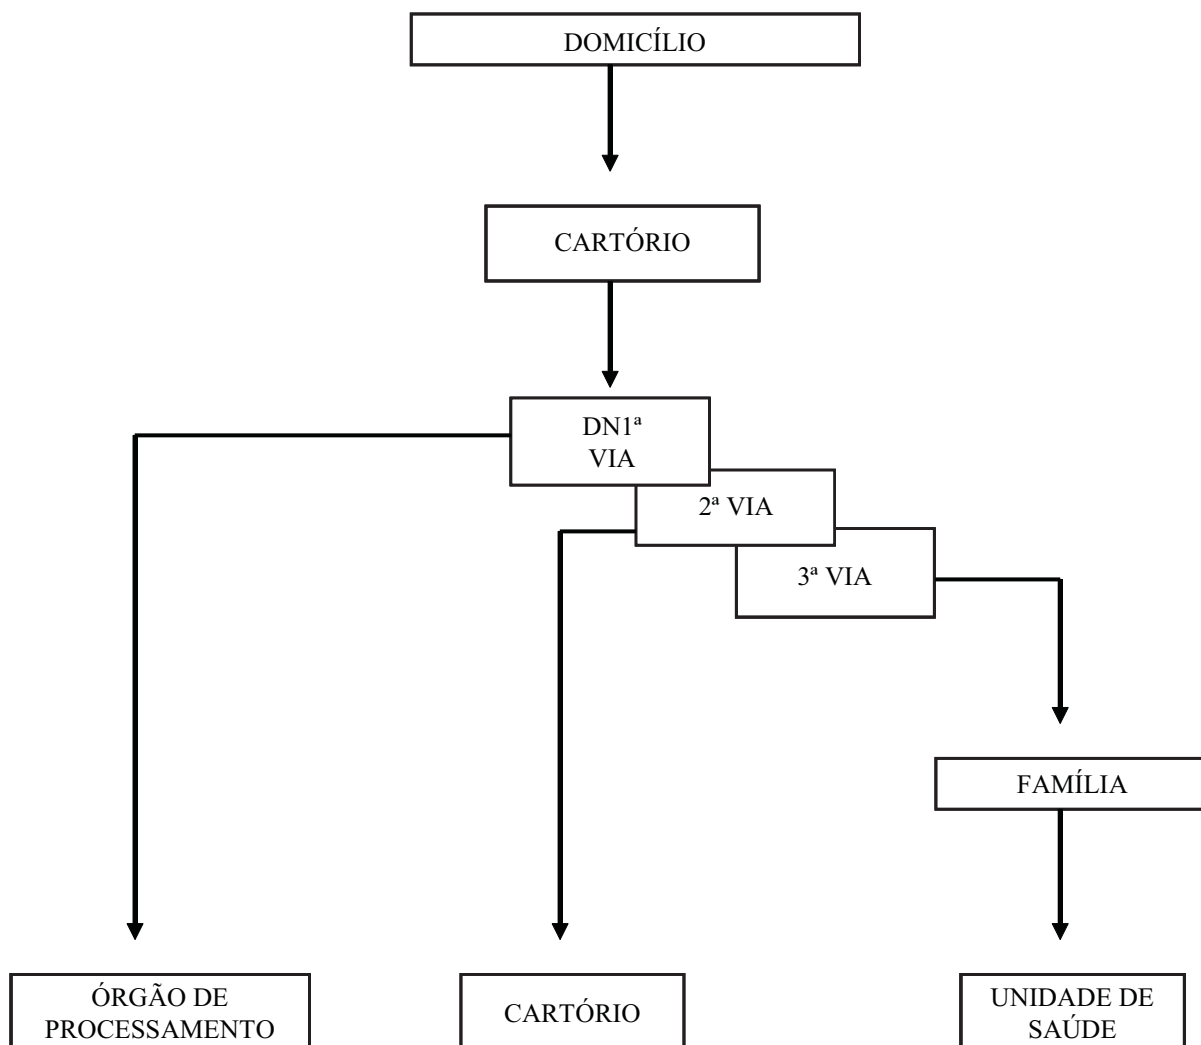 DOMICÍLIO
CARTÓRIO
DN1ª
VIA
2ª VIA
3ª VIA
FAMÍLIA
ÓRGÃO DE
PROCESSAMENTO
CARTÓRIO
UNIDADE DE
SAÚDE